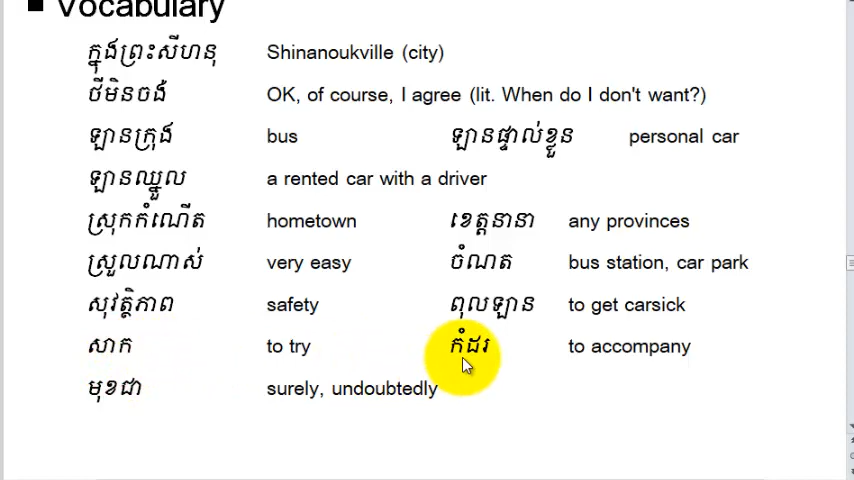 Vocabulary
ក្នុងព្រះសីហនុ Shinanoukville (city)
ថីមិនចង់ OK, of course, I agree (lit. When do I don't want?)
ឡានក្រុង bus ឡានផ្ទាល់ខ្លួន personal car
ឡានឈ្នួល a rented car with a driver
ស្រុកកំណើត hometown ខេត្តនានា any provinces
ស្រួលណាស់ very easy ចំណត bus station, car park
សុវត្ថិភាព safety ពុលឡាន to get carsick
សាក to try កំដរ to accompany
មុខជា surely, undoubtedly